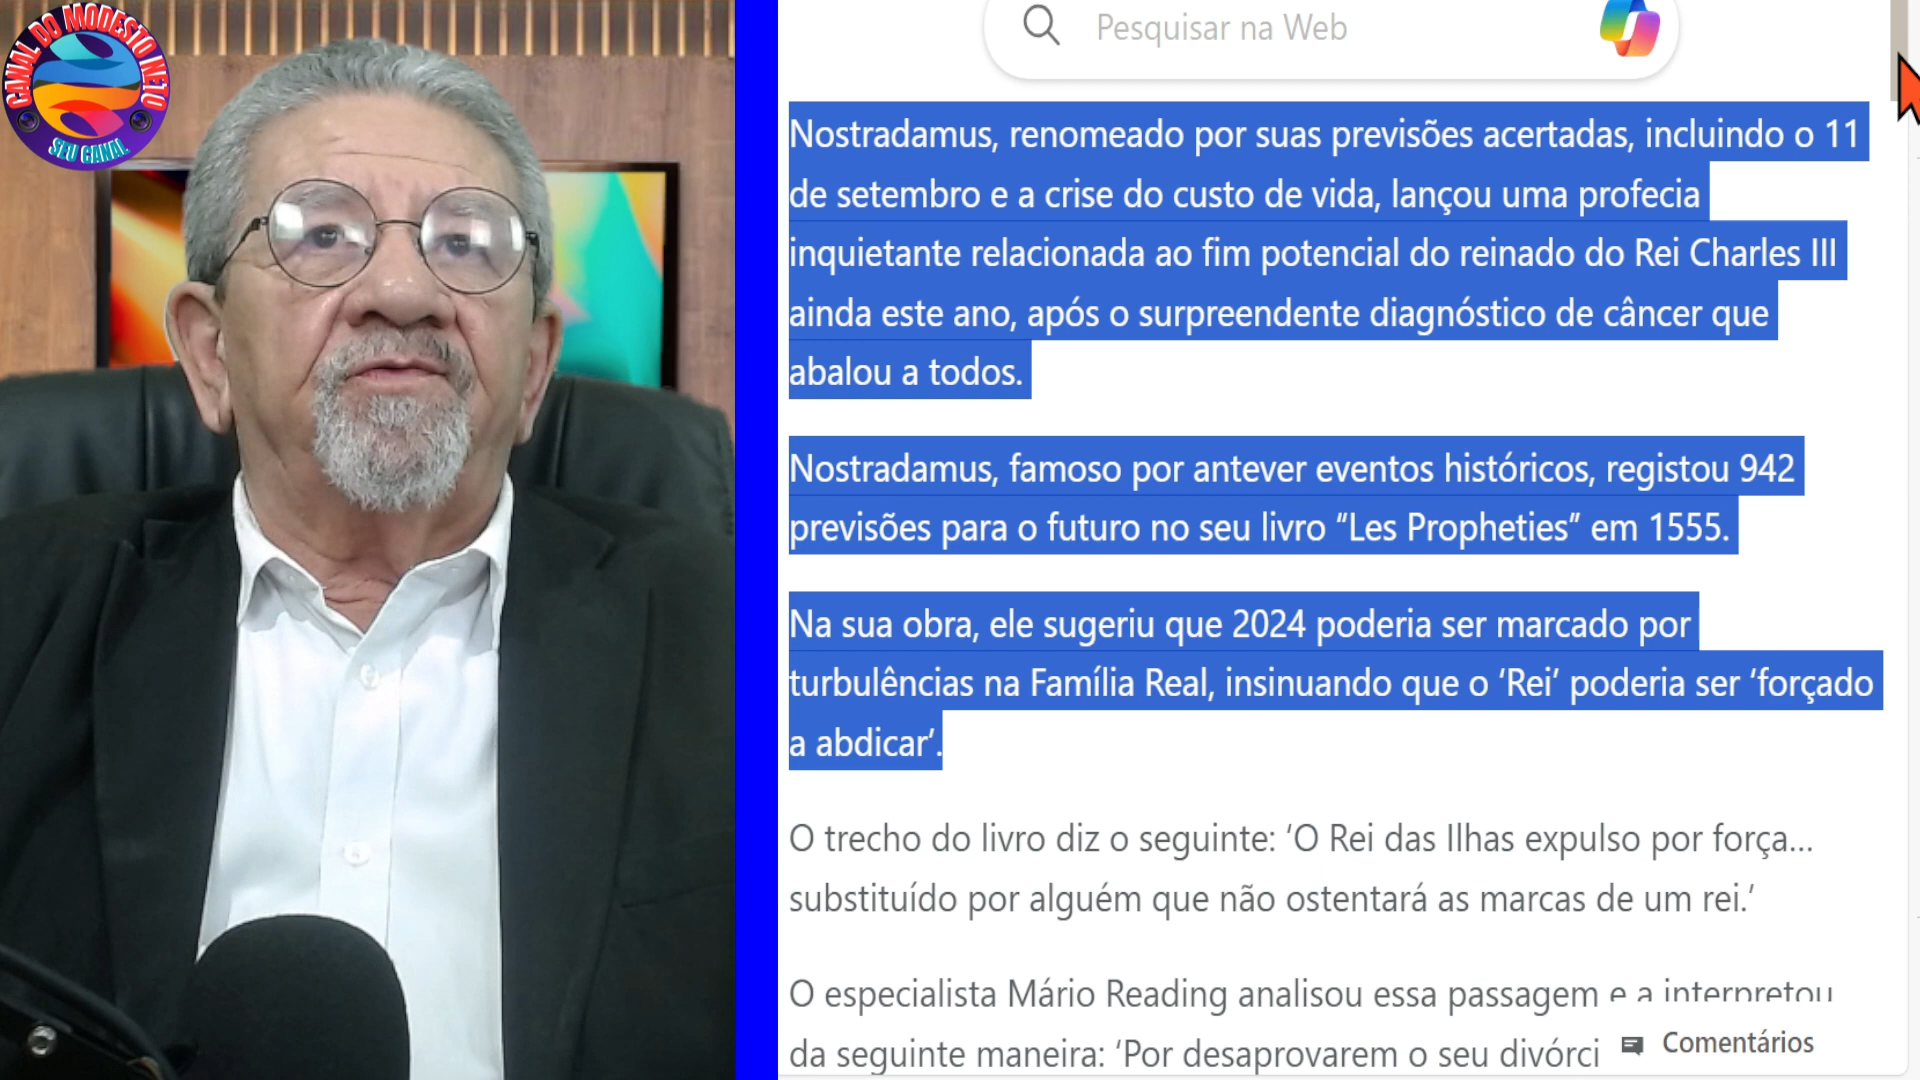 CANAL DO MODESTO NETO
SEU CANAL
Pesquisar na Web
Nostradamus, renomeado por suas previsões acertadas, incluindo o 11
de setembro e a crise do custo de vida, lançou uma profecia
inquietante relacionada ao fim potencial do reinado do Rei Charles III
ainda este ano, após o surpreendente diagnóstico de câncer que
abalou a todos.
Nostradamus, famoso por antever eventos históricos, registou 942
previsões para o futuro no seu livro “Les Propheties” em 1555.
Na sua obra, ele sugeriu que 2024 poderia ser marcado por
turbulências na Família Real, insinuando que o ‘Rei’ poderia ser ‘forçado
a abdicar’.
O trecho do livro diz o seguinte: ‘O Rei das Ilhas expulso por força...
substituído por alguém que não ostentará as marcas de um rei.’
O especialista Mário Reading analisou essa passagem e a interpretou
da seguinte maneira: ‘Por desaprovarem o seu divórci
Comentários